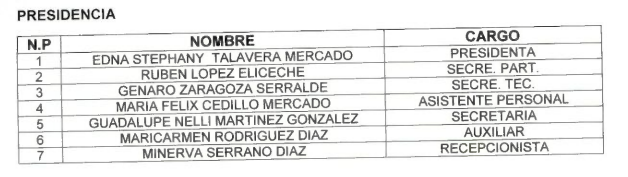 PRESIDENCIA
N.P NOMBRE CARGO
1 EDNA STEPHANY TALAVERA MERCADO PRESIDENTA
2 RUBEN LOPEZ ELICECHE SECRE. PART.
3 GENARO ZARAGOZA SERRALDE SECRE. TEC.
4 MARIA FELIX CEDILLO MERCADO ASISTENTE PERSONAL
5 GUADALUPE NELLI MARTINEZ GONZALEZ SECRETARIA
6 MARICARMEN RODRIGUEZ DIAZ AUXILIAR
7 MINERVA SERRANO DIAZ RECEPCIONISTA